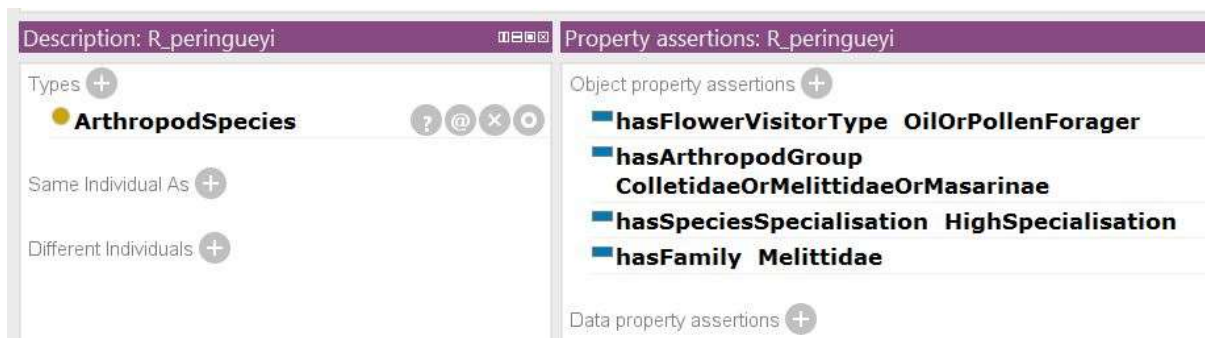 Description: R_peringueyi
Types
ArthropodSpecies
? @
Same Individual As
Different Individuals
Property assertions: R_peringueyi
Object property assertions
hasFlowerVisitorType OilOrPollenForager
hasArthropodGroup
ColletidaeOrMelittidaeOrMasarinae
hasSpeciesSpecialisation HighSpecialisation
hasFamily Melittidae
Data property assertions